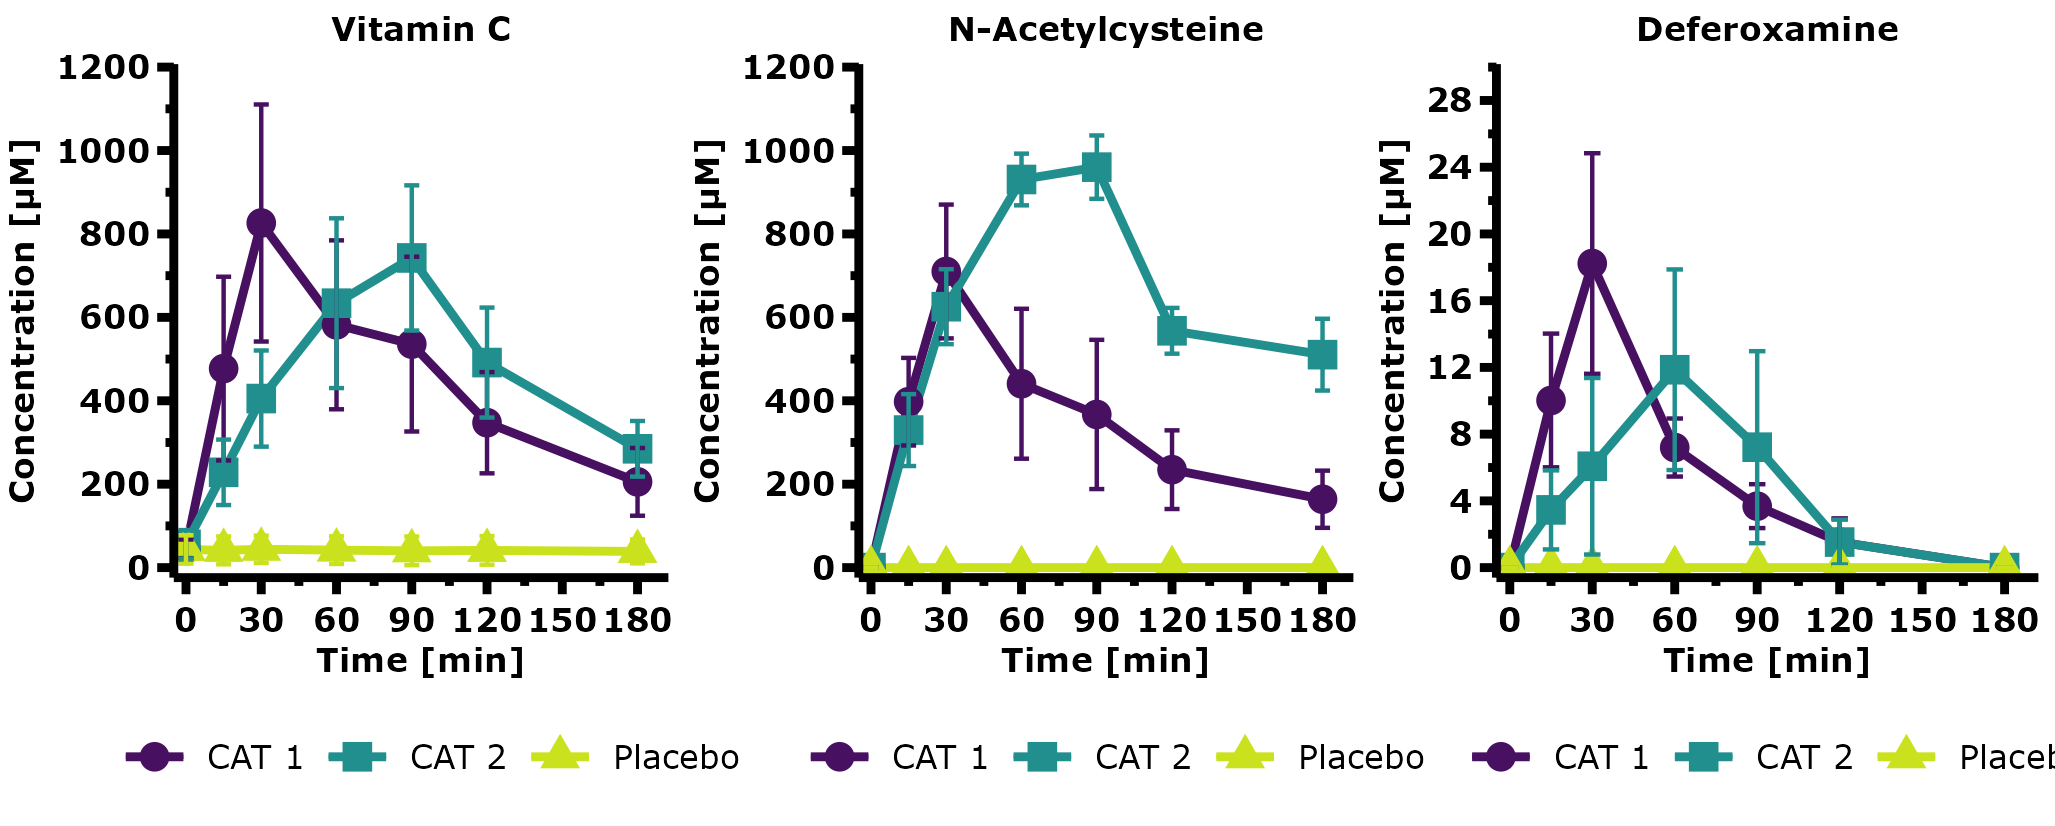 Vitamin C
Concentration [µM]
1200
1000
800
600
400
200
0
0 30 60 90 120 150 180
Time [min]
CAT 1 CAT 2 Placebo
N-Acetylcysteine
Concentration [µM]
1200
1000
800
600
400
200
0
0 30 60 90 120 150 180
Time [min]
CAT 1 CAT 2 Placebo
Deferoxamine
Concentration [µM]
28
24
20
16
12
8
4
0
0 30 60 90 120 150 180
Time [min]
CAT 1 CAT 2